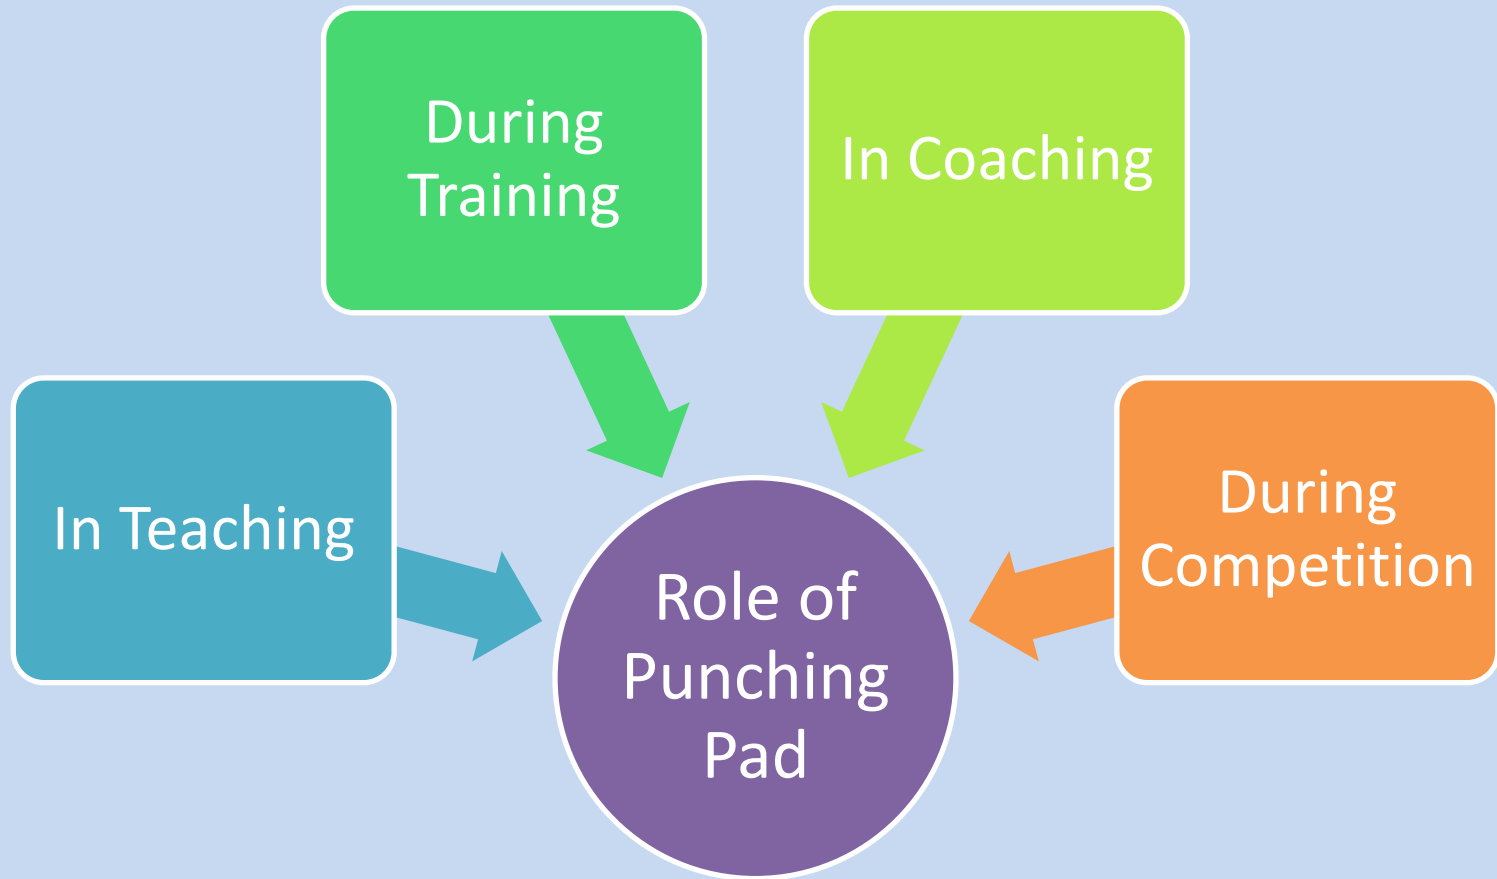 During
Training
In Coaching
In Teaching
During
Competition
Role of
Punching
Pad